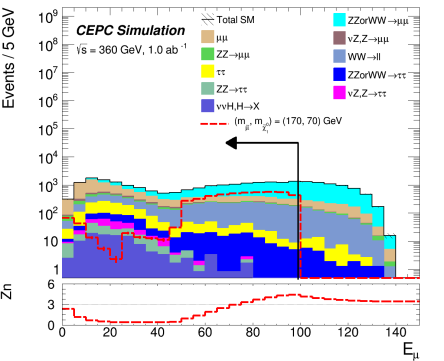 CEPC Simulation
√s = 360 GeV, 1.0 ab⁻¹
Total SM
μμ
ZZ→μμ
ττ
ZZ→ττ
ννH,H→X
ZZorWW→μμ
νZ,Z→μμ
WW→ll
ZZorWW→ττ
νZ,Z→ττ
(m_μ̃, m_χ̃₁⁰) = (170, 70) GeV
Events / 5 GeV
10⁹
10⁸
10⁷
10⁶
10⁵
10⁴
10³
10²
10
1
Zn
6
3
0
0 20 40 60 80 100 120 140
E_μ